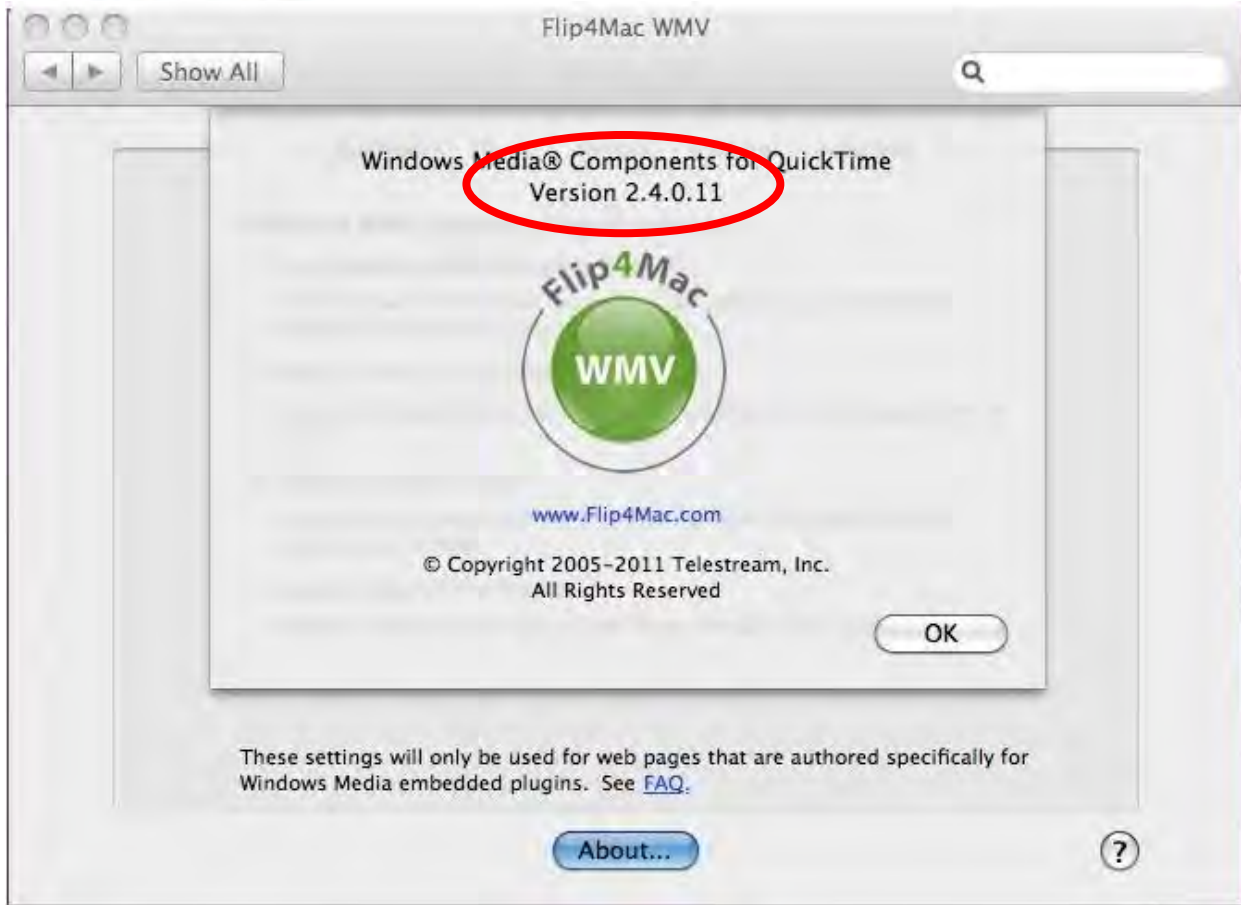 Flip4Mac WMV
Show All
Windows Media® Components for QuickTime
Version 2.4.0.11
Flip4Mac
WMV
www.Flip4Mac.com
© Copyright 2005-2011 Telestream, Inc.
All Rights Reserved
OK
These settings will only be used for web pages that are authored specifically for
Windows Media embedded plugins. See FAQ.
About...
?